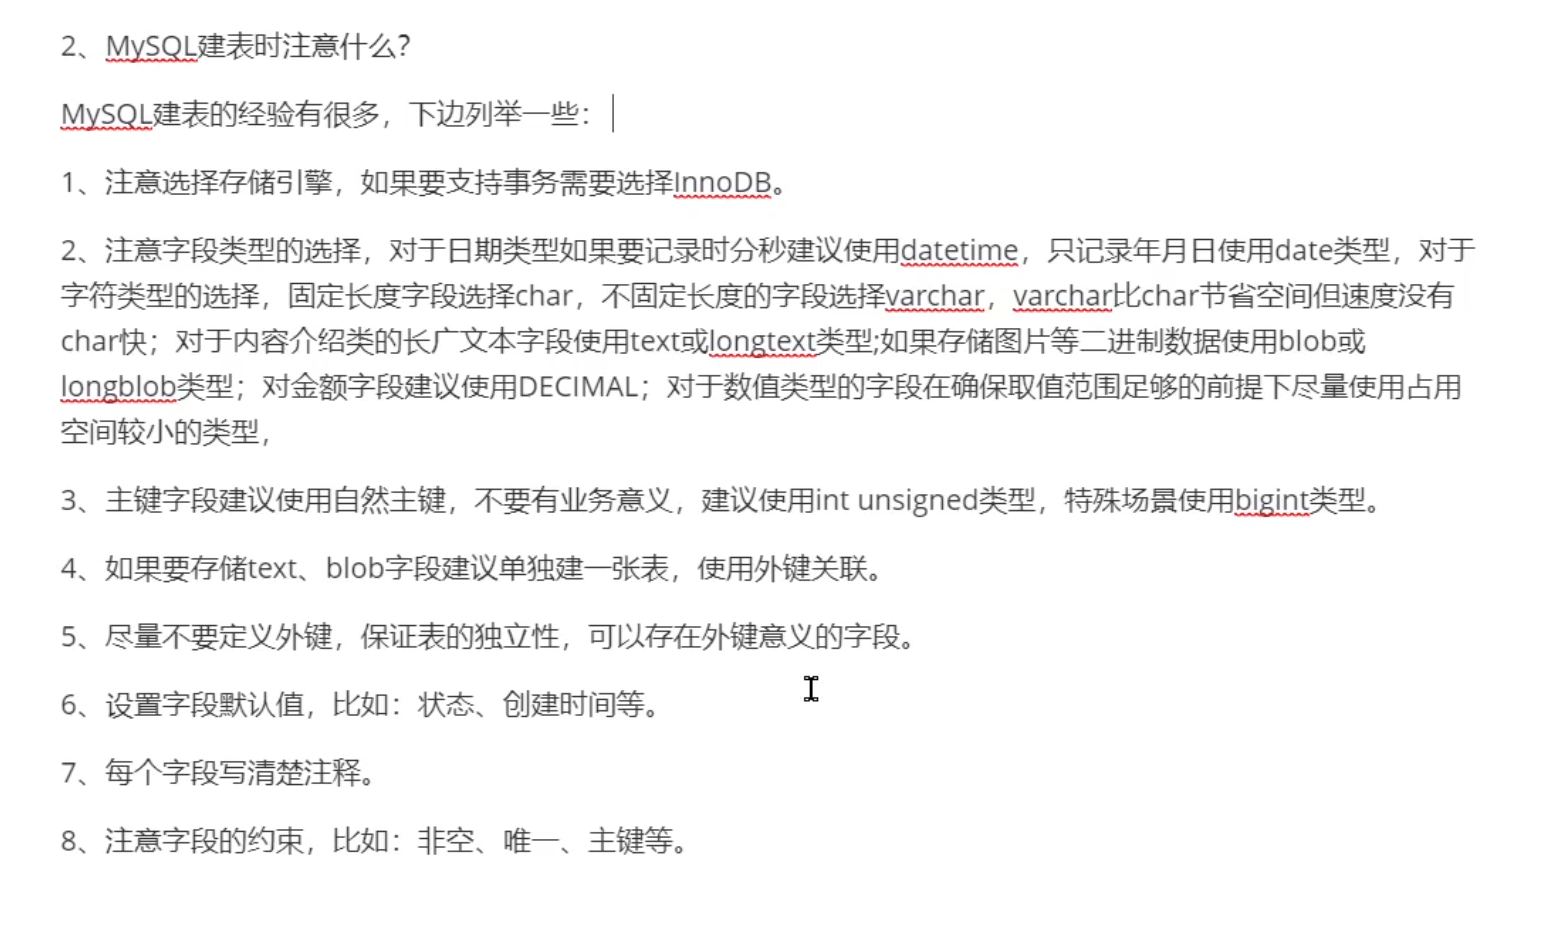 2、MySQL建表时注意什么?
MySQL建表的经验有很多，下边列举一些：
1、注意选择存储引擎，如果要支持事务需要选择InnoDB。
2、注意字段类型的选择，对于日期类型如果要记录时分秒建议使用datetime，只记录年月日使用date类型，对于
字符类型的选择，固定长度字段选择char，不固定长度的字段选择varchar，varchar比char节省空间但速度没有
char快；对于内容介绍类的长广文本字段使用text或longtext类型;如果存储图片等二进制数据使用blob或
longblob类型；对金额字段建议使用DECIMAL；对于数值类型的字段在确保取值范围足够的前提下尽量使用占用
空间较小的类型，
3、主键字段建议使用自然主键，不要有业务意义，建议使用int unsigned类型，特殊场景使用bigint类型。
4、如果要存储text、blob字段建议单独建一张表，使用外键关联。
5、尽量不要定义外键，保证表的独立性，可以存在外键意义的字段。
6、设置字段默认值，比如：状态、创建时间等。
7、每个字段写清楚注释。
8、注意字段的约束，比如：非空、唯一、主键等。